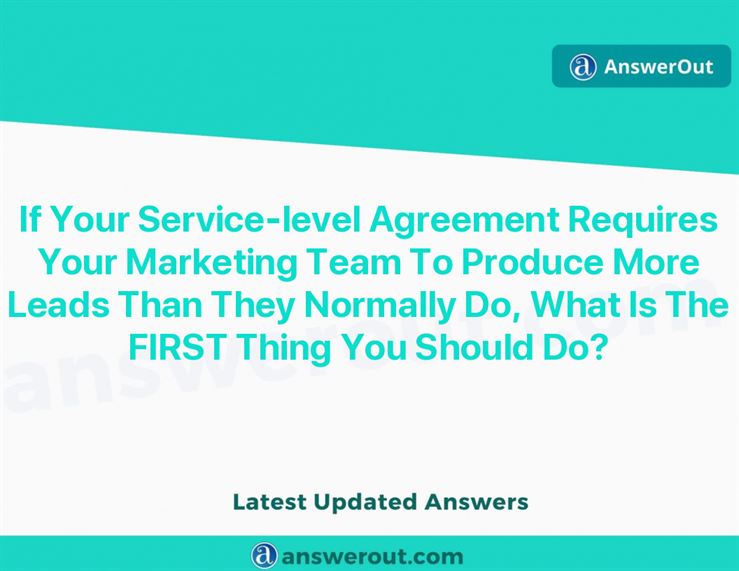 AnswerOut
If Your Service-level Agreement Requires
Your Marketing Team To Produce More
Leads Than They Normally Do, What Is The
FIRST Thing You Should Do?
answerout.com
Latest Updated Answers
answerout.com